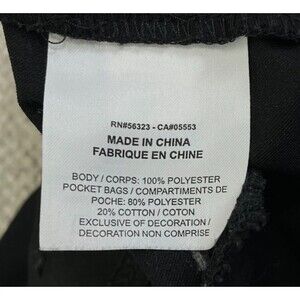 RN#56323 - CA#05553
MADE IN CHINA
FABRIQUE EN CHINE
BODY / CORPS: 100% POLYESTER
POCKET BAGS / COMPARTIMENTS DE
POCHE: 80% POLYESTER
20% COTTON / COTON
EXCLUSIVE OF DECORATION /
DECORATION NON COMPRISE